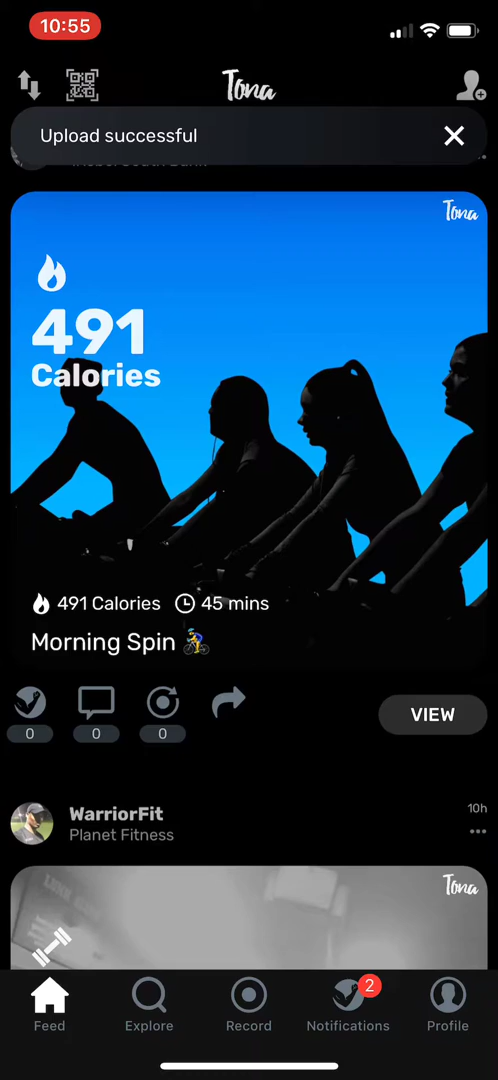 10:55
Tona
Upload successful
Tona
491
Calories
491 Calories 45 mins
Morning Spin 🚴
0 0 0
VIEW
WarriorFit
10h
Planet Fitness
Tona
2
Feed Explore Record Notifications Profile